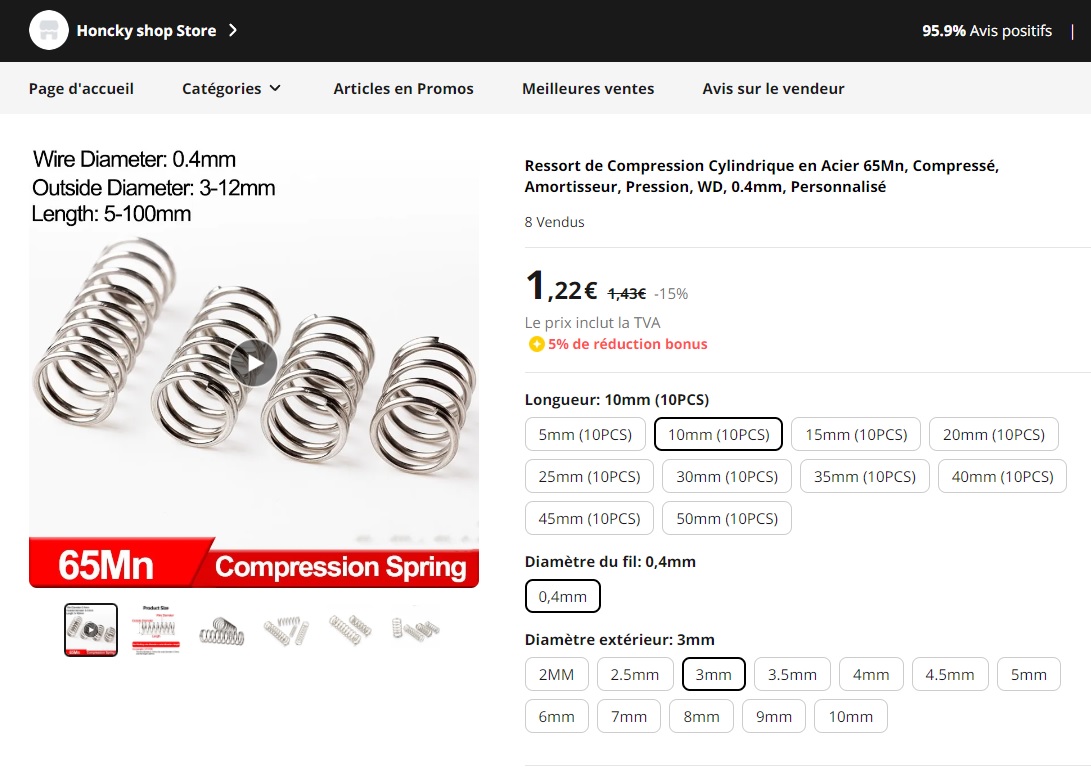 Honcky shop Store
95.9% Avis positifs |
Page d'accueil
Catégories
Articles en Promos
Meilleures ventes
Avis sur le vendeur
Wire Diameter: 0.4mm
Outside Diameter: 3-12mm
Length: 5-100mm
65Mn
Compression Spring
Product Size
Ressort de Compression Cylindrique en Acier 65Mn, Compressé,
Amortisseur, Pression, WD, 0.4mm, Personnalisé
8 Vendus
1,22€ 1,43€ -15%
Le prix inclut la TVA
5% de réduction bonus
Longueur: 10mm (10PCS)
5mm (10PCS) 10mm (10PCS) 15mm (10PCS) 20mm (10PCS)
25mm (10PCS) 30mm (10PCS) 35mm (10PCS) 40mm (10PCS)
45mm (10PCS) 50mm (10PCS)
Diamètre du fil: 0,4mm
0,4mm
Diamètre extérieur: 3mm
2MM 2.5mm 3mm 3.5mm 4mm 4.5mm 5mm
6mm 7mm 8mm 9mm 10mm